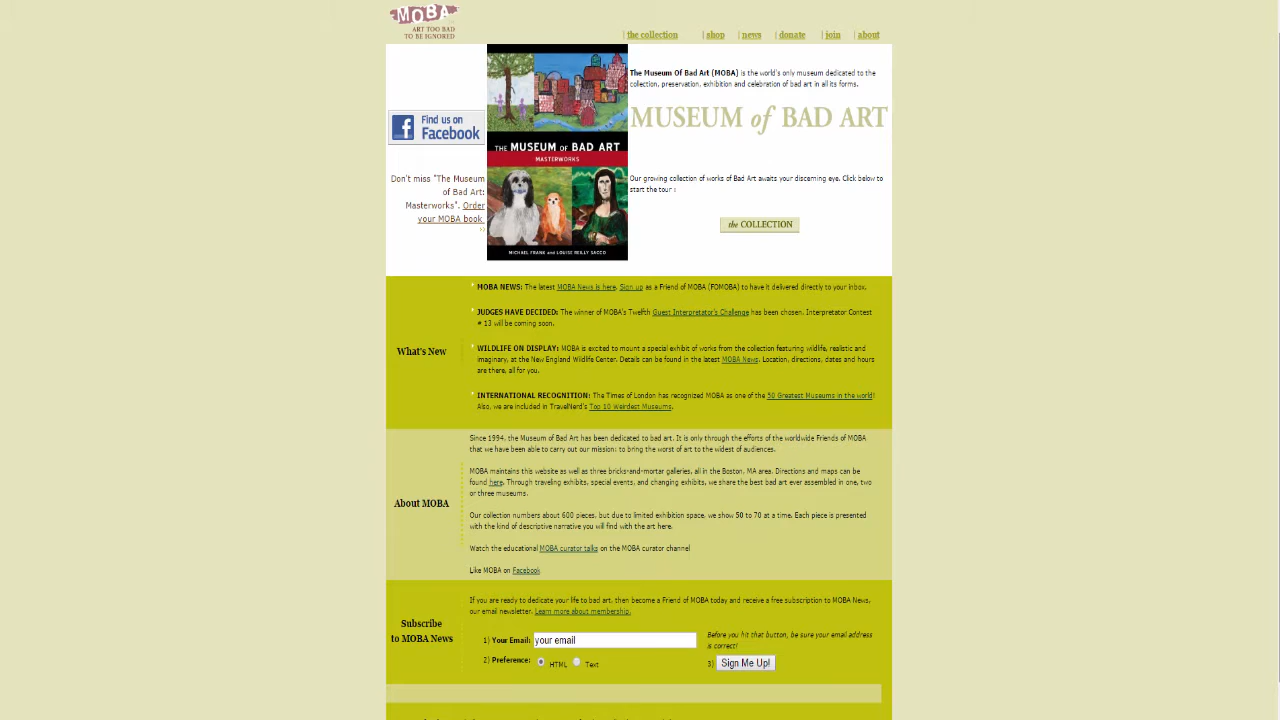 MOBA
ART TOO BAD
TO BE IGNORED
| the collection | shop | news | donate | join | about
Find us on
Facebook
Don't miss "The Museum
of Bad Art:
Masterworks". Order
your MOBA book
>>
THE MUSEUM OF BAD ART
MASTERWORKS
MICHAEL FRANK and LOUISE REILLY SACCO
The Museum Of Bad Art (MOBA) is the world's only museum dedicated to the
collection, preservation, exhibition and celebration of bad art in all its forms.
MUSEUM of BAD ART
Our growing collection of works of Bad Art awaits your discerning eye. Click below to
start the tour :
the COLLECTION
What's New
MOBA NEWS: The latest MOBA News is here. Sign up as a Friend of MOBA (FOMOBA) to have it delivered directly to your inbox.
JUDGES HAVE DECIDED: The winner of MOBA's Twelfth Guest Interpretator's Challenge has been chosen. Interpretator Contest
# 13 will be coming soon.
WILDLIFE ON DISPLAY: MOBA is excited to mount a special exhibit of works from the collection featuring wildlife, realistic and
imaginary, at the New England Wildlife Center. Details can be found in the latest MOBA News. Location, directions, dates and hours
are there, all for you.
INTERNATIONAL RECOGNITION: The Times of London has recognized MOBA as one of the 50 Greatest Museums in the world!
Also, we are included in TravelNerd's Top 10 Weirdest Museums.
About MOBA
Since 1994, the Museum of Bad Art has been dedicated to bad art. It is only through the efforts of the worldwide Friends of MOBA
that we have been able to carry out our mission: to bring the worst of art to the widest of audiences.
MOBA maintains this website as well as three bricks-and-mortar galleries, all in the Boston, MA area. Directions and maps can be
found here. Through traveling exhibits, special events, and changing exhibits, we share the best bad art ever assembled in one, two
or three museums.
Our collection numbers about 600 pieces, but due to limited exhibition space, we show 50 to 70 at a time. Each piece is presented
with the kind of descriptive narrative you will find with the art here.
Watch the educational MOBA curator talks on the MOBA curator channel
Like MOBA on Facebook
Subscribe
to MOBA News
If you are ready to dedicate your life to bad art, then become a Friend of MOBA today and receive a free subscription to MOBA News,
our email newsletter. Learn more about membership.
1) Your Email: your email
2) Preference: HTML Text
Before you hit that button, be sure your email address
is correct!
3) Sign Me Up!